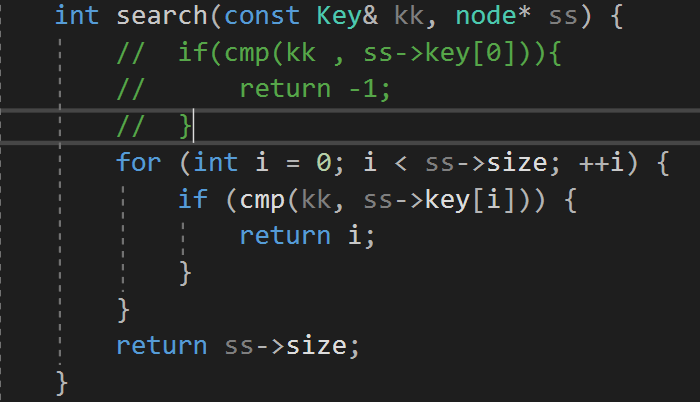 int search(const Key& kk, node* ss) {
//  if(cmp(kk , ss->key[0])){
//      return -1;
//  }
for (int i = 0; i < ss->size; ++i) {
if (cmp(kk, ss->key[i])) {
return i;
}
}
return ss->size;
}